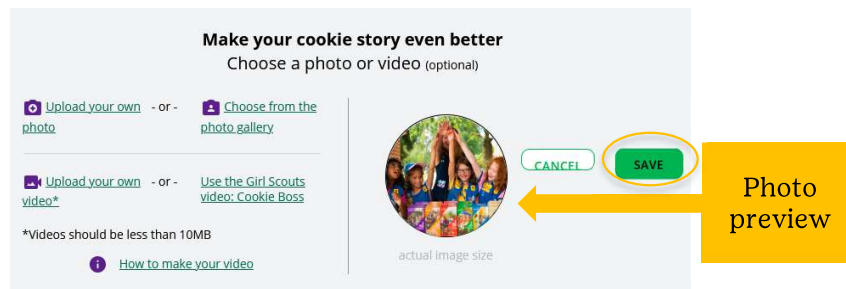 Make your cookie story even better
Choose a photo or video (optional)
Upload your own - or - Choose from the
photo photo gallery
Upload your own - or - Use the Girl Scouts
video* video: Cookie Boss
*Videos should be less than 10MB
How to make your video
CANCEL
SAVE
actual image size
Photo
preview